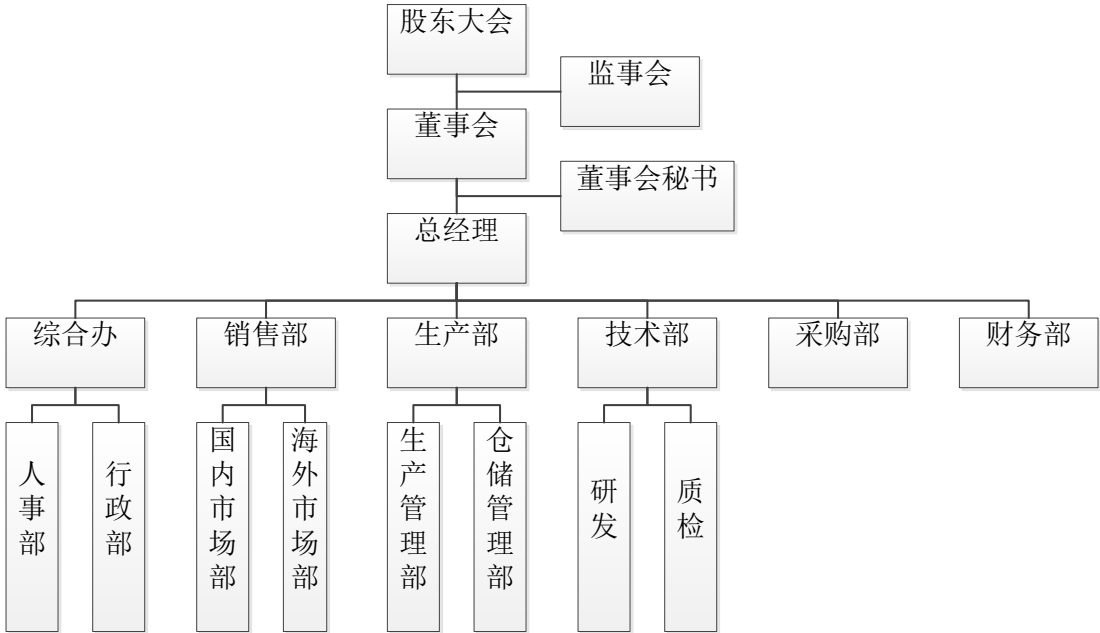 股东大会
监事会
董事会
董事会秘书
总经理
综合办
销售部
生产部
技术部
采购部
财务部
人事部
行政部
国内市场部
海外市场部
生产管理部
仓储管理部
研发
质检